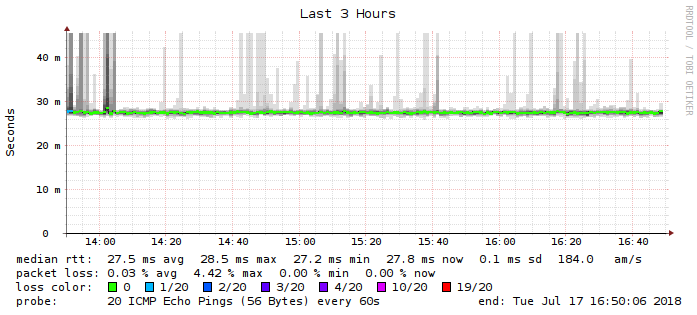 Last 3 Hours
RRDTOOL / TOBI OETIKER
Seconds
40 m
30 m
20 m
10 m
0
14:00 14:20 14:40 15:00 15:20 15:40 16:00 16:20 16:40
median rtt: 27.5 ms avg 28.5 ms max 27.2 ms min 27.8 ms now 0.1 ms sd 184.0 am/s
packet loss: 0.03 % avg 4.42 % max 0.00 % min 0.00 % now
loss color: 0 1/20 2/20 3/20 4/20 10/20 19/20
probe: 20 ICMP Echo Pings (56 Bytes) every 60s end: Tue Jul 17 16:50:06 2018